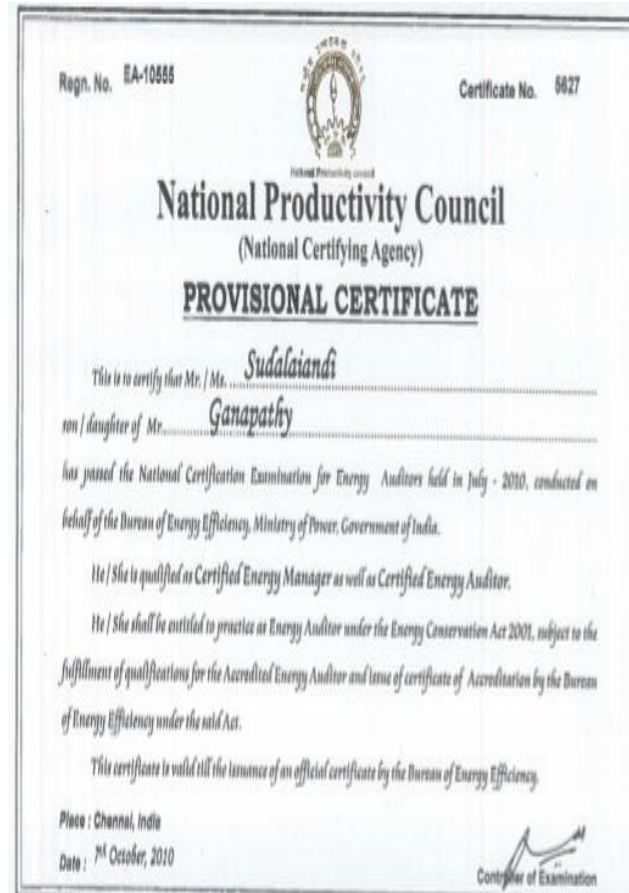 Regn. No. EA-10555
Certificate No. 5627
National Productivity Council
National Productivity Council
(National Certifying Agency)
PROVISIONAL CERTIFICATE
This is to certify that Mr. / Ms. Sudalaiandi
son / daughter of Mr. Ganapathy
has passed the National Certification Examination for Energy Auditors held in July - 2010, conducted on
behalf of the Bureau of Energy Efficiency, Ministry of Power, Government of India.
He / She is qualified as Certified Energy Manager as well as Certified Energy Auditor.
He / She shall be entitled to practice as Energy Auditor under the Energy Conservation Act 2001, subject to the
fulfillment of qualifications for the Accredited Energy Auditor and issue of certificate of Accreditation by the Bureau
of Energy Efficiency under the said Act.
This certificate is valid till the issuance of an official certificate by the Bureau of Energy Efficiency.
Place : Chennai, India
Date : October, 2010
Controller of Examination